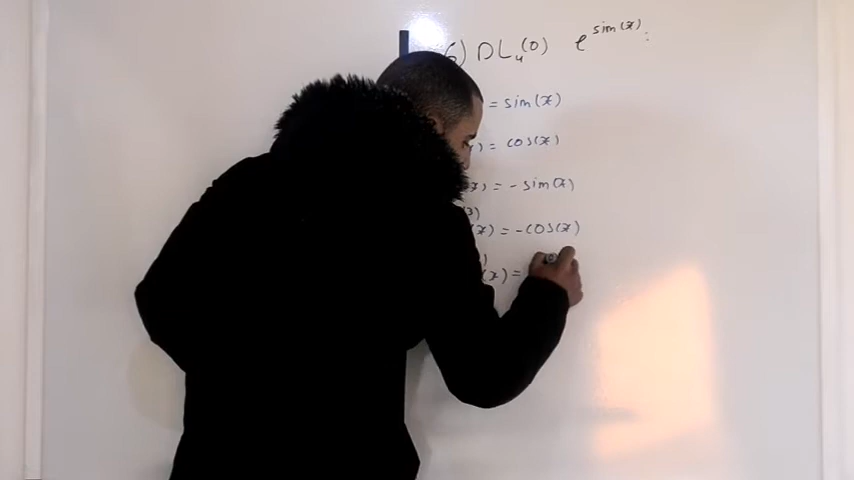 6) DL₄(0) e^sin(x) :
= sin(x)
) = cos(x)
(x) = -sin(x)
(3)
(x) = -cos(x)
)
(x) =